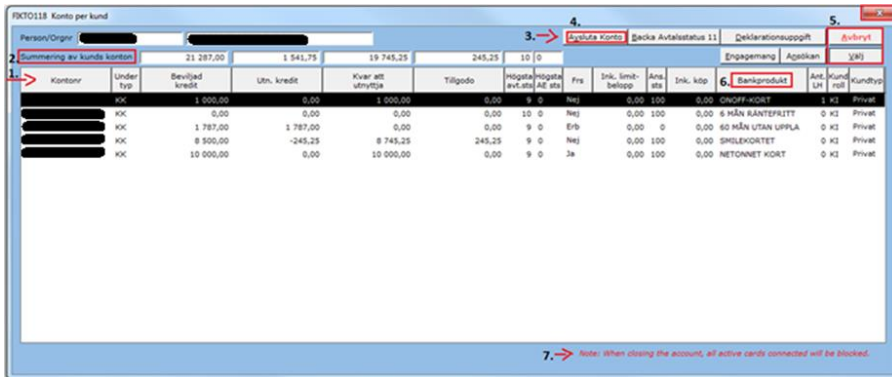 FIXTO118 Konto per kund
4. 5.
Person/Orgnr 3. Avsluta Konto Backa Avtalsstatus 11 Deklarationsuppgift Avbryt
2. Summering av kunds konton 21 287,00 1 541,75 19 745,25 245,25 10 0 Engagemang Ansökan Välj
1. Kontonr Under typ Beviljad kredit Utn. kredit Kvar att utnyttja Tillgodo Högsta avt.sts Högsta AE sts Frs Ink. limit-belopp Ans. sts Ink. köp 6. Bankprodukt Ant. LH Kund roll Kundtyp
KK 1 000,00 0,00 1 000,00 0,00 9 0 Nej 0,00 100 0,00 ONOFF-KORT 1 KI Privat
KK 0,00 0,00 0,00 0,00 10 0 Nej 0,00 100 0,00 6 MÅN RÄNTEFRITT 0 KI Privat
KK 1 787,00 1 787,00 0,00 0,00 9 0 Erb 0,00 0 0,00 60 MÅN UTAN UPPLA 0 KI Privat
KK 8 500,00 -245,25 8 745,25 245,25 9 0 Nej 0,00 100 0,00 SMILEKORTET 0 KI Privat
KK 10 000,00 0,00 10 000,00 0,00 9 0 Ja 0,00 100 0,00 NETONNET KORT 0 KI Privat
7. Note: When closing the account, all active cards connected will be blocked.